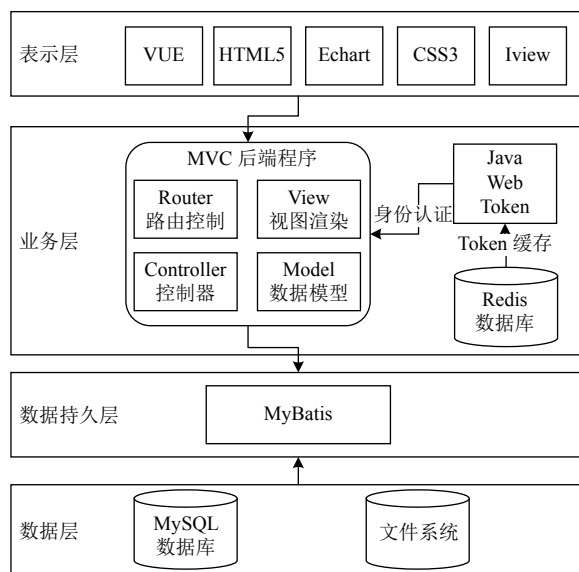 表示层
VUE
HTML5
Echart
CSS3
Iview
业务层
MVC 后端程序
Router
路由控制
View
视图渲染
Controller
控制器
Model
数据模型
身份认证
Java
Web
Token
Token 缓存
Redis
数据库
数据持久层
MyBatis
数据层
MySQL
数据库
文件系统